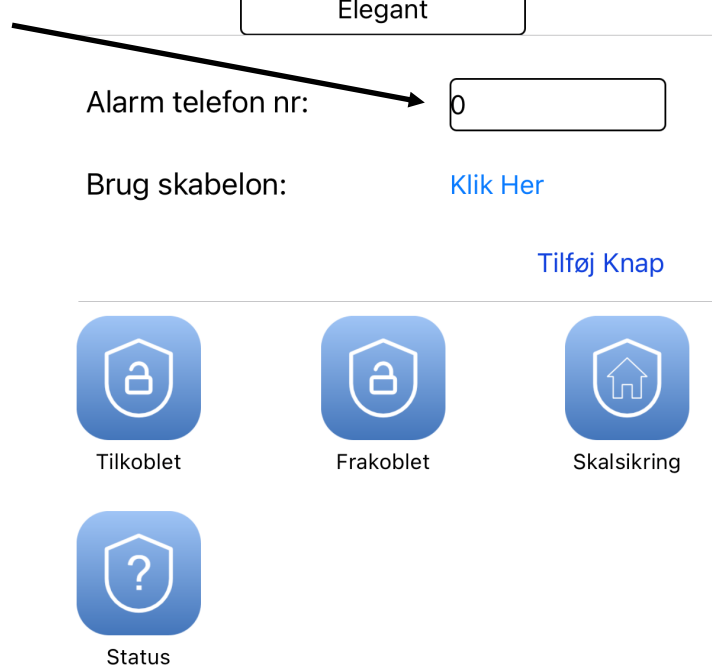 Elegant
Alarm telefon nr: 0
Brug skabelon: Klik Her
Tilføj Knap
Tilkoblet Frakoblet Skalsikring
?
Status